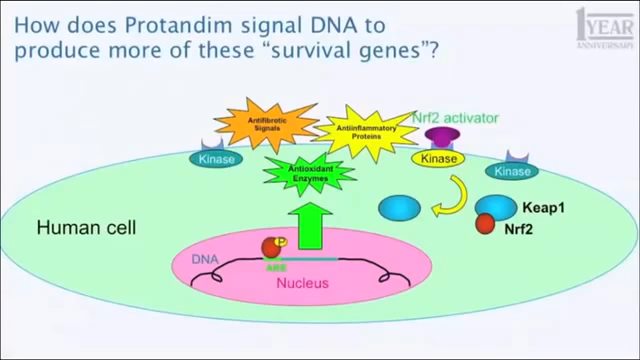 How does Protandim signal DNA to
produce more of these “survival genes”?
1 YEAR
ANNIVERSARY
Antifibrotic
Signals
Antiinflammatory
Proteins
Nrf2 activator
Kinase
Kinase
Kinase
Antioxidant
Enzymes
Keap1
Nrf2
Human cell
P
DNA
ARE
Nucleus